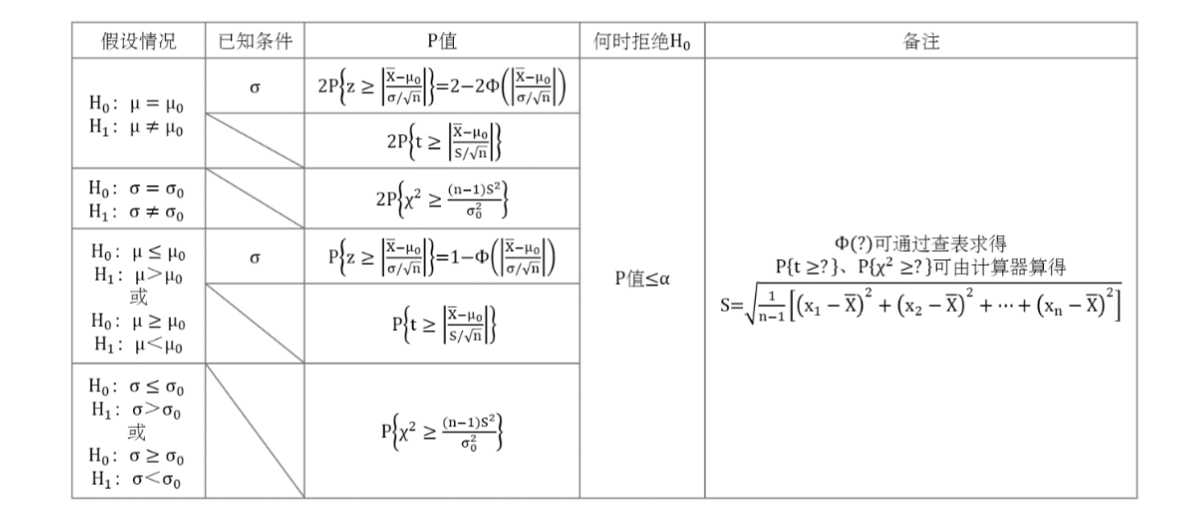 假设情况 已知条件 P值 何时拒绝H₀ 备注
H₀：μ = μ₀
H₁：μ ≠ μ₀
σ
2P{z ≥ |(X̅−μ₀)/(σ/√n)|}=2−2Φ(|(X̅−μ₀)/(σ/√n)|)
2P{t ≥ |(X̅−μ₀)/(S/√n)|}
H₀：σ = σ₀
H₁：σ ≠ σ₀
2P{χ² ≥ (n−1)S²/σ₀²}
H₀：μ ≤ μ₀
H₁：μ＞μ₀
或
H₀：μ ≥ μ₀
H₁：μ＜μ₀
σ
P{z ≥ |(X̅−μ₀)/(σ/√n)|}=1−Φ(|(X̅−μ₀)/(σ/√n)|)
P{t ≥ |(X̅−μ₀)/(S/√n)|}
H₀：σ ≤ σ₀
H₁：σ＞σ₀
或
H₀：σ ≥ σ₀
H₁：σ＜σ₀
P{χ² ≥ (n−1)S²/σ₀²}
P值≤α
Φ(?)可通过查表求得
P{t ≥?}、P{χ² ≥?}可由计算器算得
S=√(1/(n−1)[(x₁ − X̅)² + (x₂ − X̅)² + ⋯ + (xₙ − X̅)²])